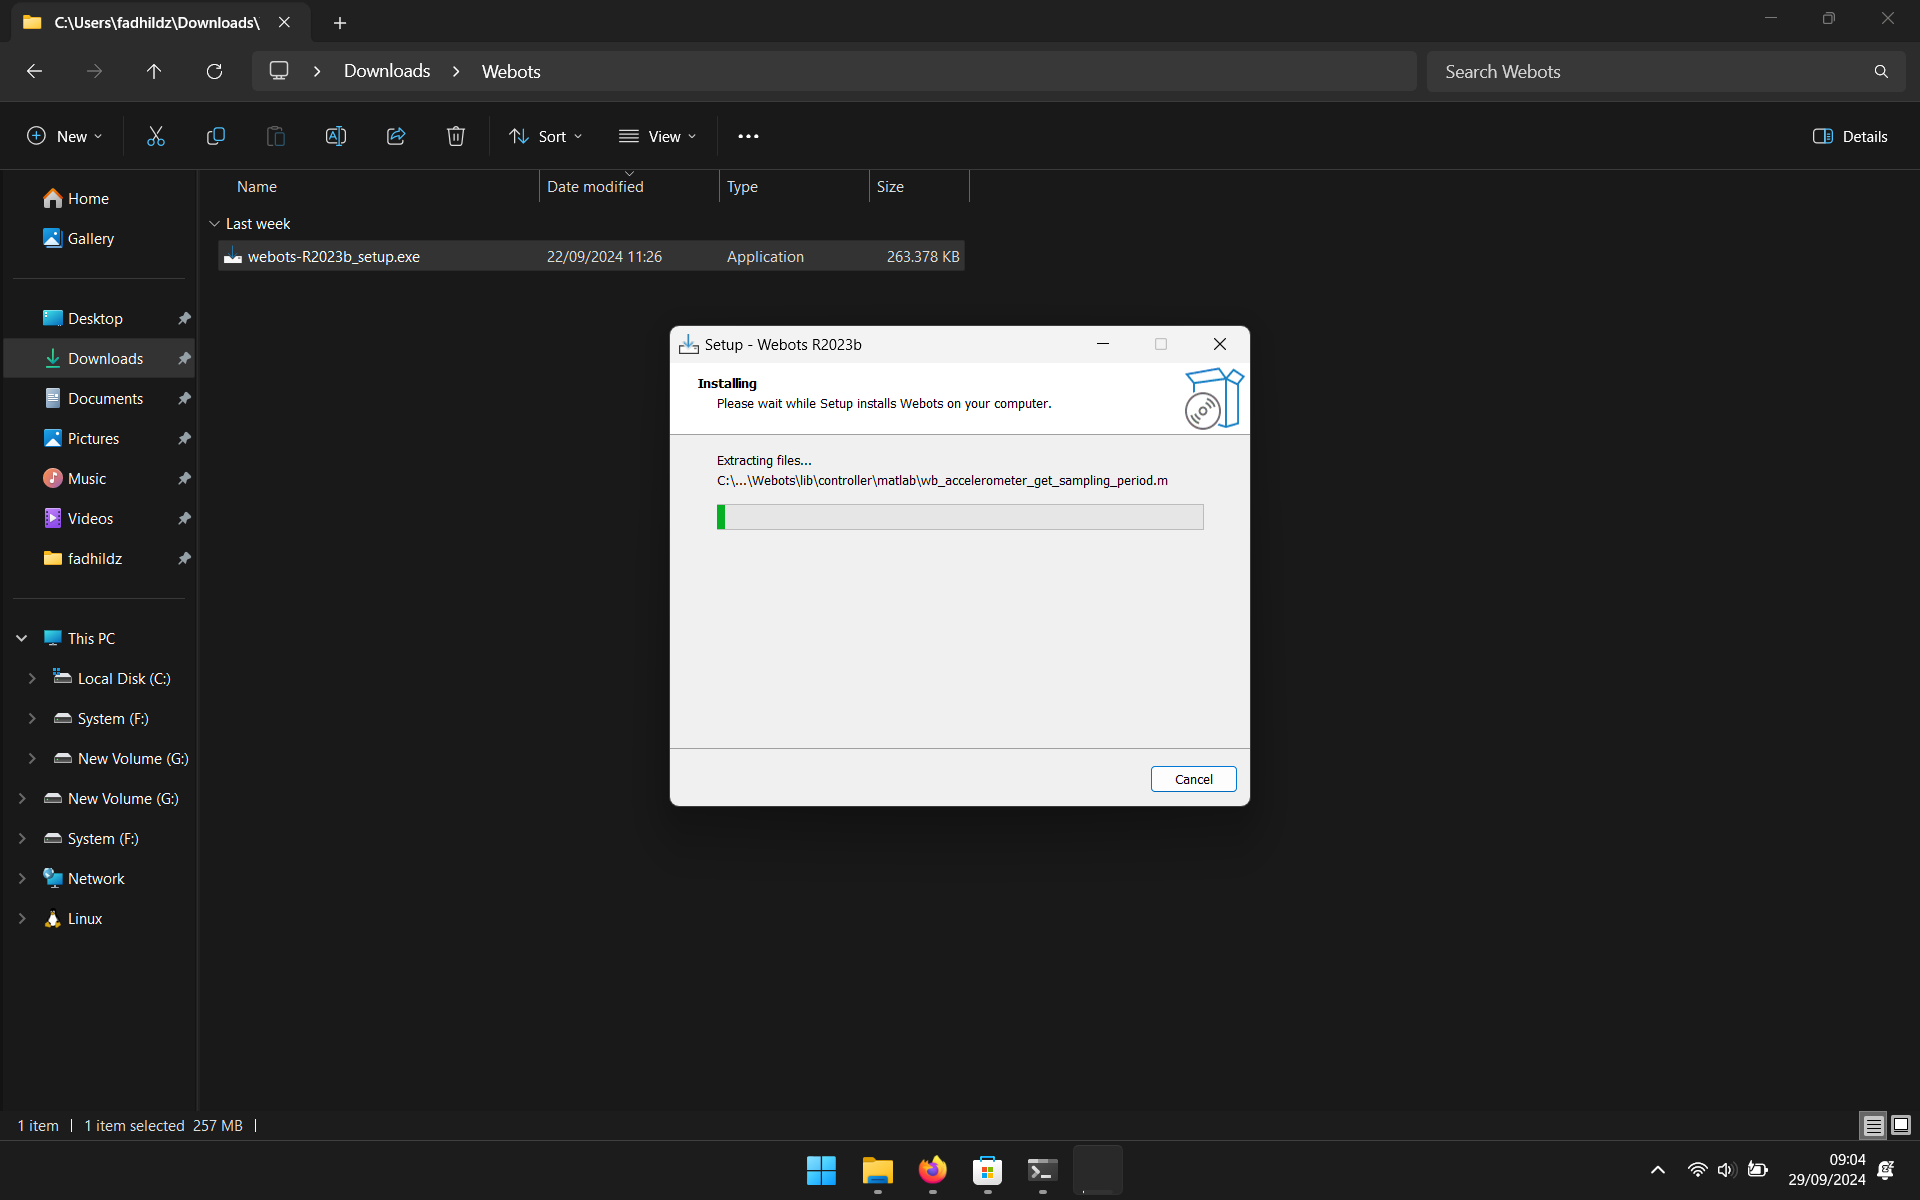 C:\Users\fadhildz\Downloads\
Downloads
Webots
Search Webots
New
Sort
View
Details
Name
Date modified
Type
Size
Home
Gallery
Last week
webots-R2023b_setup.exe
22/09/2024 11:26
Application
263.378 KB
Desktop
Downloads
Documents
Pictures
Music
Videos
fadhildz
This PC
Local Disk (C:)
System (F:)
New Volume (G:)
New Volume (G:)
System (F:)
Network
Linux
Setup - Webots R2023b
Installing
Please wait while Setup installs Webots on your computer.
Extracting files...
C:\...\Webots\lib\controller\matlab\wb_accelerometer_get_sampling_period.m
Cancel
1 item
1 item selected 257 MB
09:04
29/09/2024